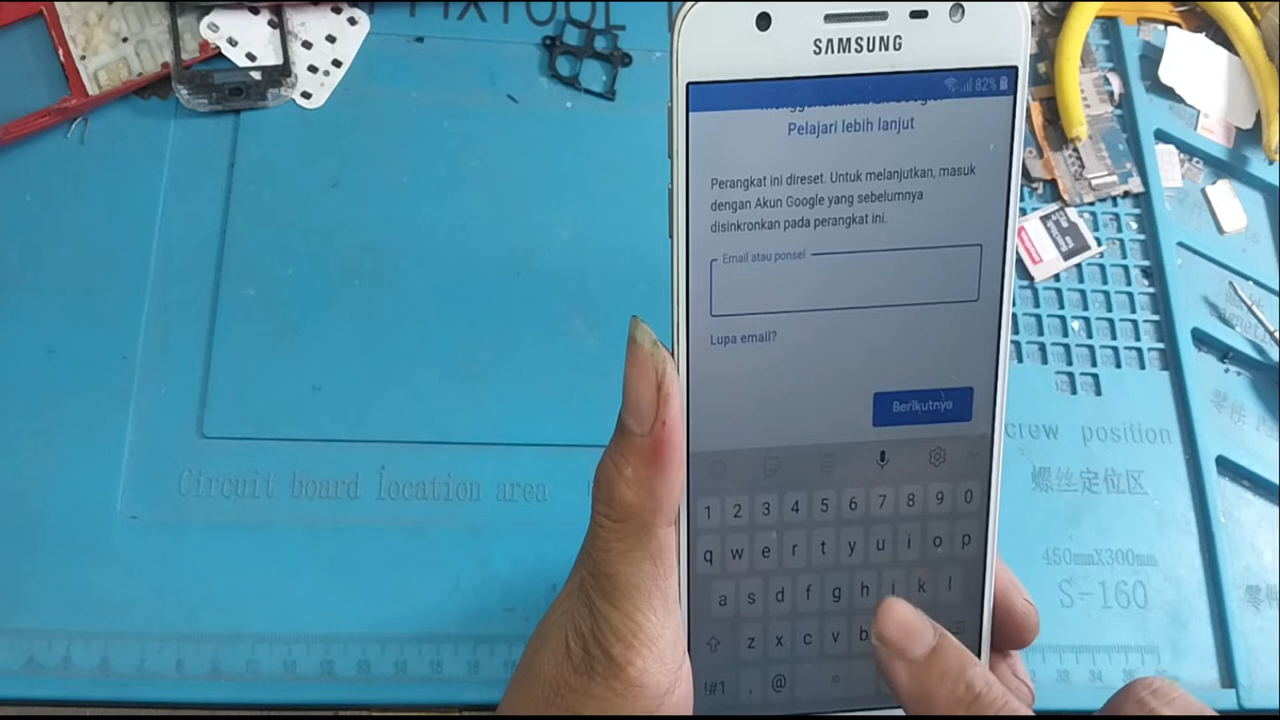 SAMSUNG
82%
Pelajari lebih lanjut
Perangkat ini direset. Untuk melanjutkan, masuk
dengan Akun Google yang sebelumnya
disinkronkan pada perangkat ini.
Email atau ponsel
Lupa email?
Berikutnya
1 2 3 4 5 6 7 8 9 0
q w e r t y u i o p
a s d f g h j k l
z x c v b
!#1 , @
Circuit board location area
crew position
螺丝定位区
450mmX300mm
S-160
SanDisk